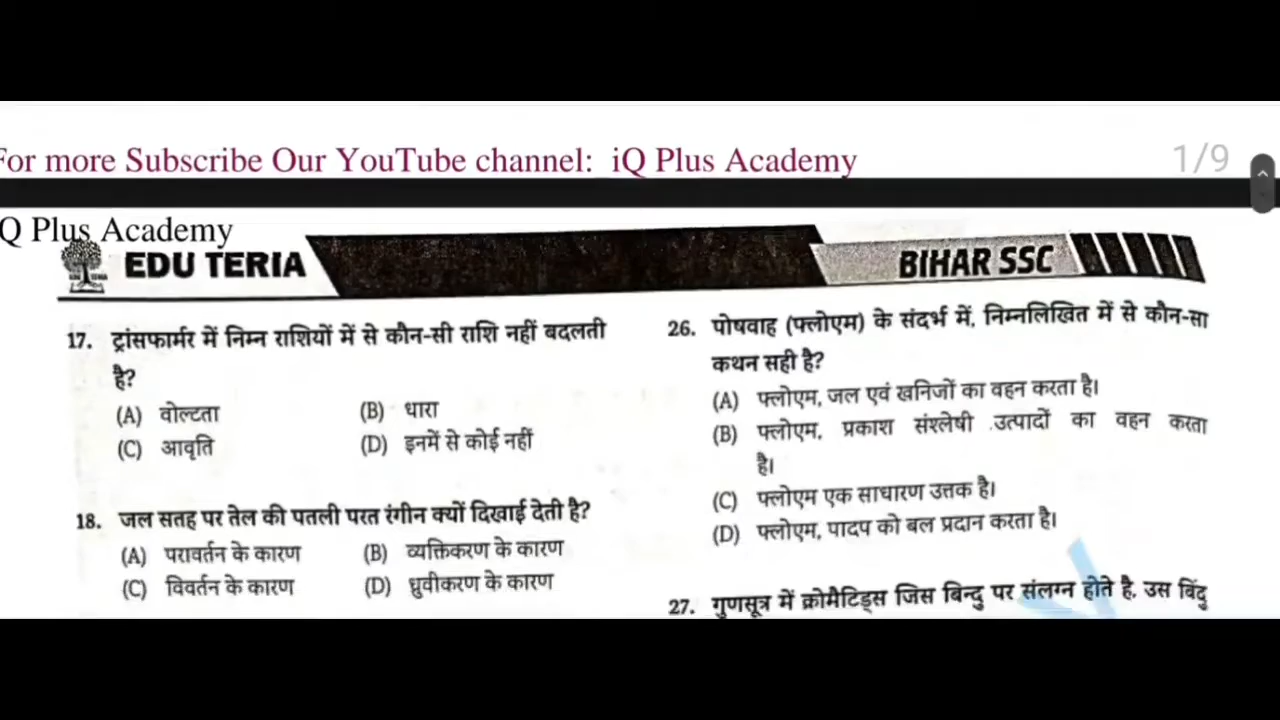 For more Subscribe Our YouTube channel: iQ Plus Academy
1/9
Q Plus Academy
EDU TERIA
BIHAR SSC
17. ट्रांसफार्मर में निम्न राशियों में से कौन-सी राशि नहीं बदलती
है?
(A) वोल्टता (B) धारा
(C) आवृति (D) इनमें से कोई नहीं
18. जल सतह पर तेल की पतली परत रंगीन क्यों दिखाई देती है?
(A) परावर्तन के कारण (B) व्यक्तिकरण के कारण
(C) विवर्तन के कारण (D) ध्रुवीकरण के कारण
26. पोषवाह (फ्लोएम) के संदर्भ में, निम्नलिखित में से कौन-सा
कथन सही है?
(A) फ्लोएम, जल एवं खनिजों का वहन करता है।
(B) फ्लोएम, प्रकाश संश्लेषी उत्पादों का वहन करता
है।
(C) फ्लोएम एक साधारण उत्तक है।
(D) फ्लोएम, पादप को बल प्रदान करता है।
27. गुणसूत्र में क्रोमैटिड्स जिस बिन्दु पर संलग्न होते है, उस बिंदु